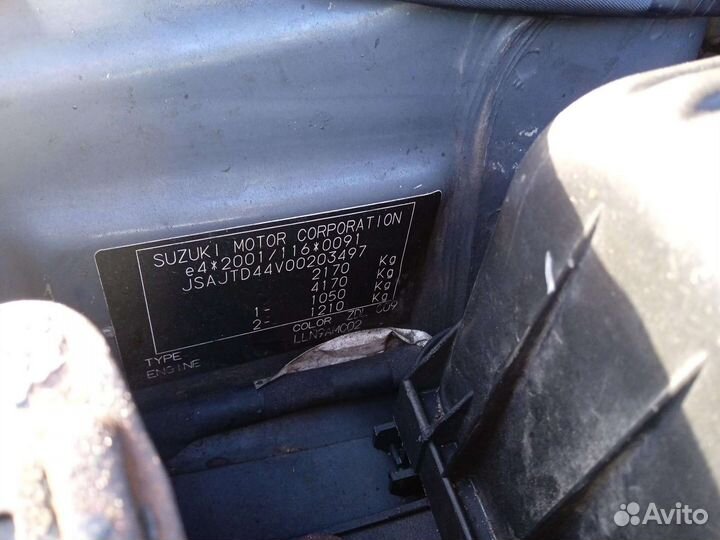 SUZUKI MOTOR CORPORATION
e4*2001/116*0091
JSAJTD44V00203497
2170 Kg
4170 Kg
1- 1050 Kg
2- 1210 Kg
COLOR
TYPE
ENGINE
Avito